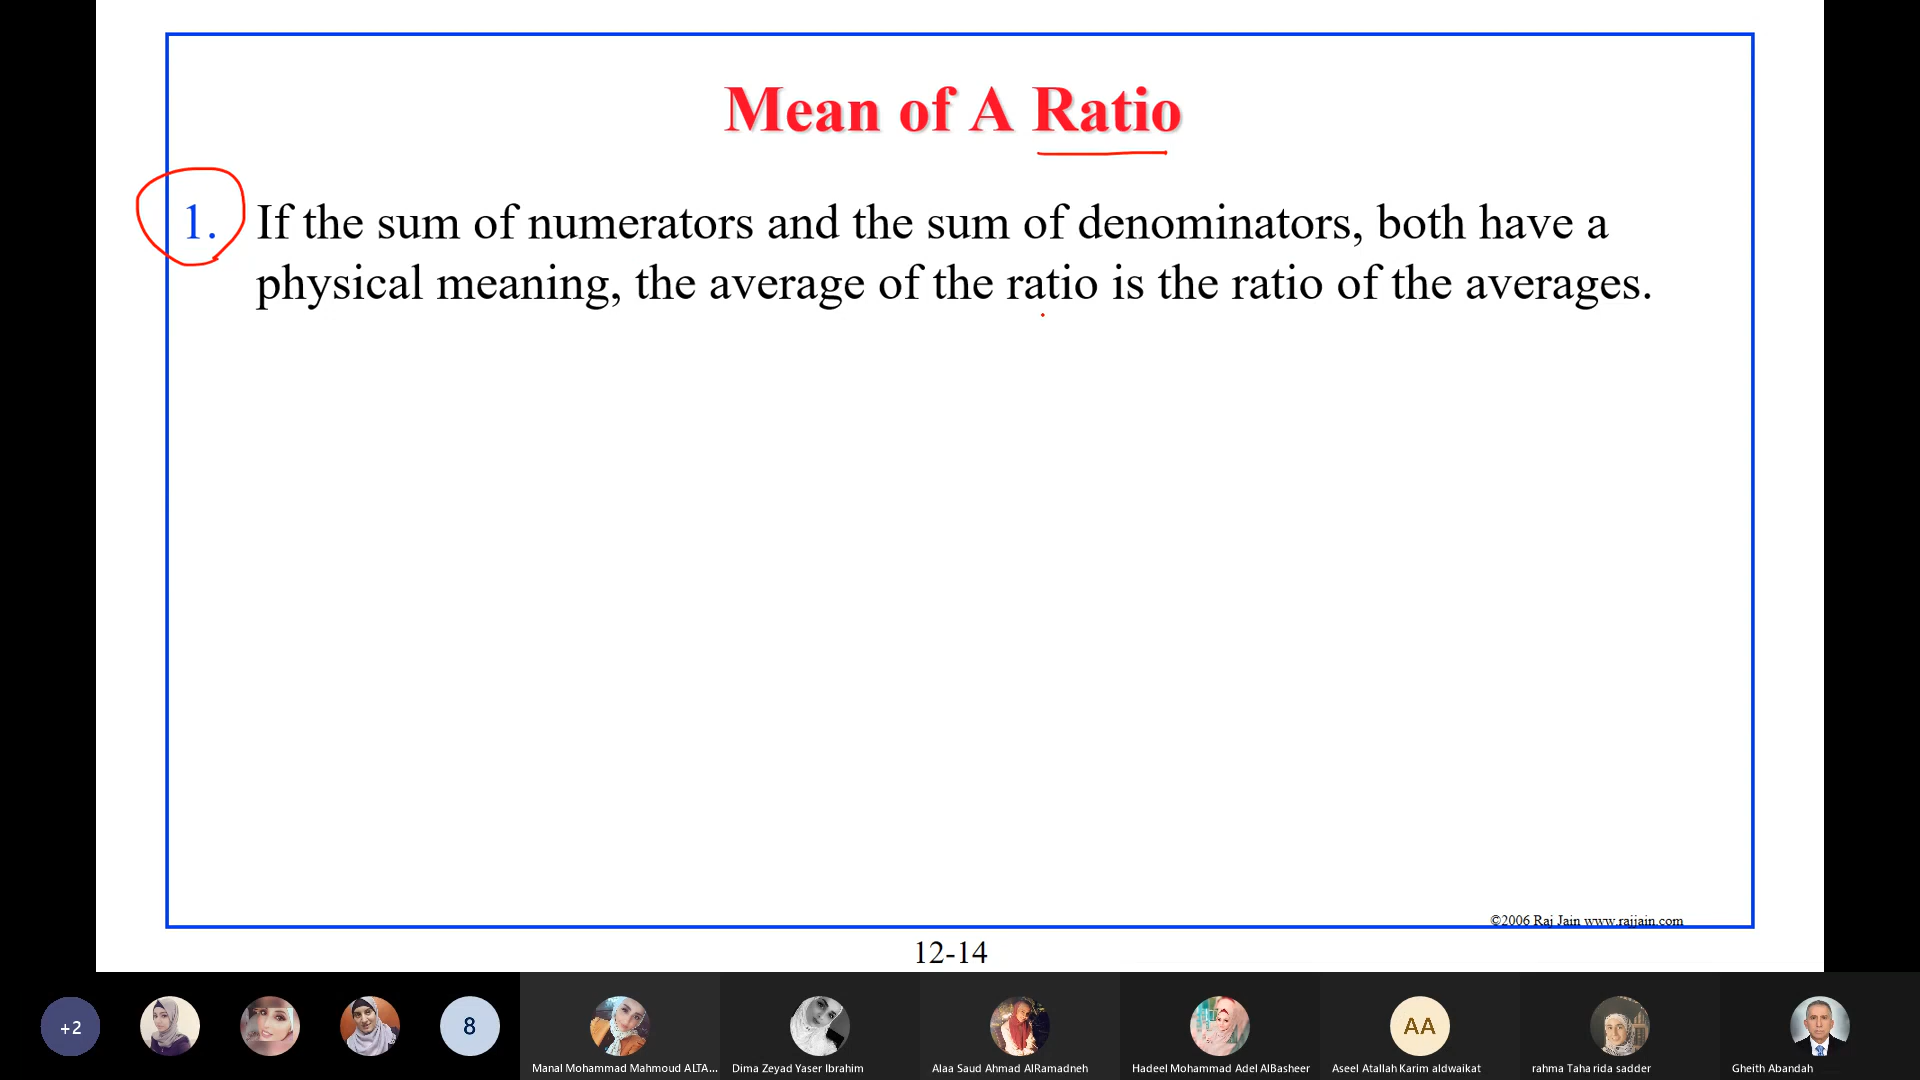 Mean of A Ratio
1. If the sum of numerators and the sum of denominators, both have a
physical meaning, the average of the ratio is the ratio of the averages.
©2006 Raj Jain www.rajjain.com
12-14
+2
8
AA
Manal Mohammad Mahmoud ALTA...
Dima Zeyad Yaser Ibrahim
Alaa Saud Ahmad AlRamadneh
Hadeel Mohammad Adel AlBasheer
Aseel Atallah Karim aldwaikat
rahma Taha rida sadder
Gheith Abandah